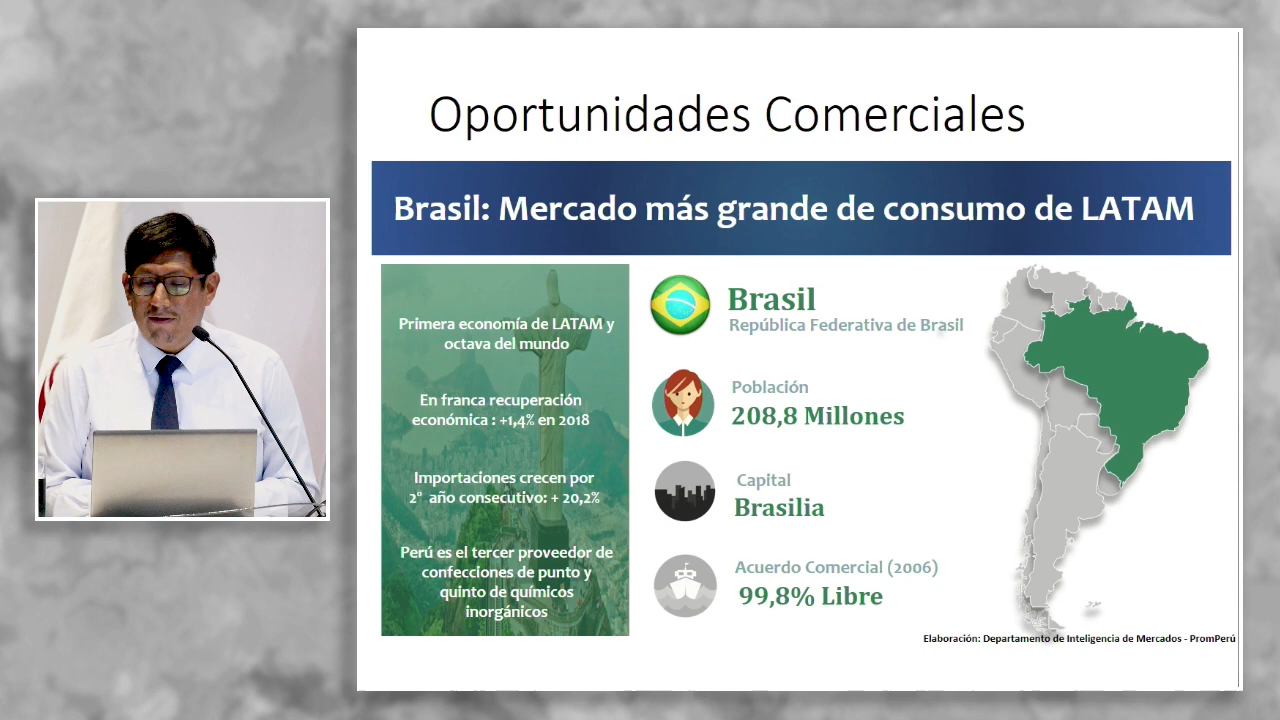 Oportunidades Comerciales
Brasil: Mercado más grande de consumo de LATAM
Primera economía de LATAM y
octava del mundo
En franca recuperación
económica : +1,4% en 2018
Importaciones crecen por
2° año consecutivo: + 20,2%
Perú es el tercer proveedor de
confecciones de punto y
quinto de químicos
inorgánicos
Brasil
República Federativa de Brasil
Población
208,8 Millones
Capital
Brasilia
Acuerdo Comercial (2006)
99,8% Libre
Elaboración: Departamento de Inteligencia de Mercados - PromPerú